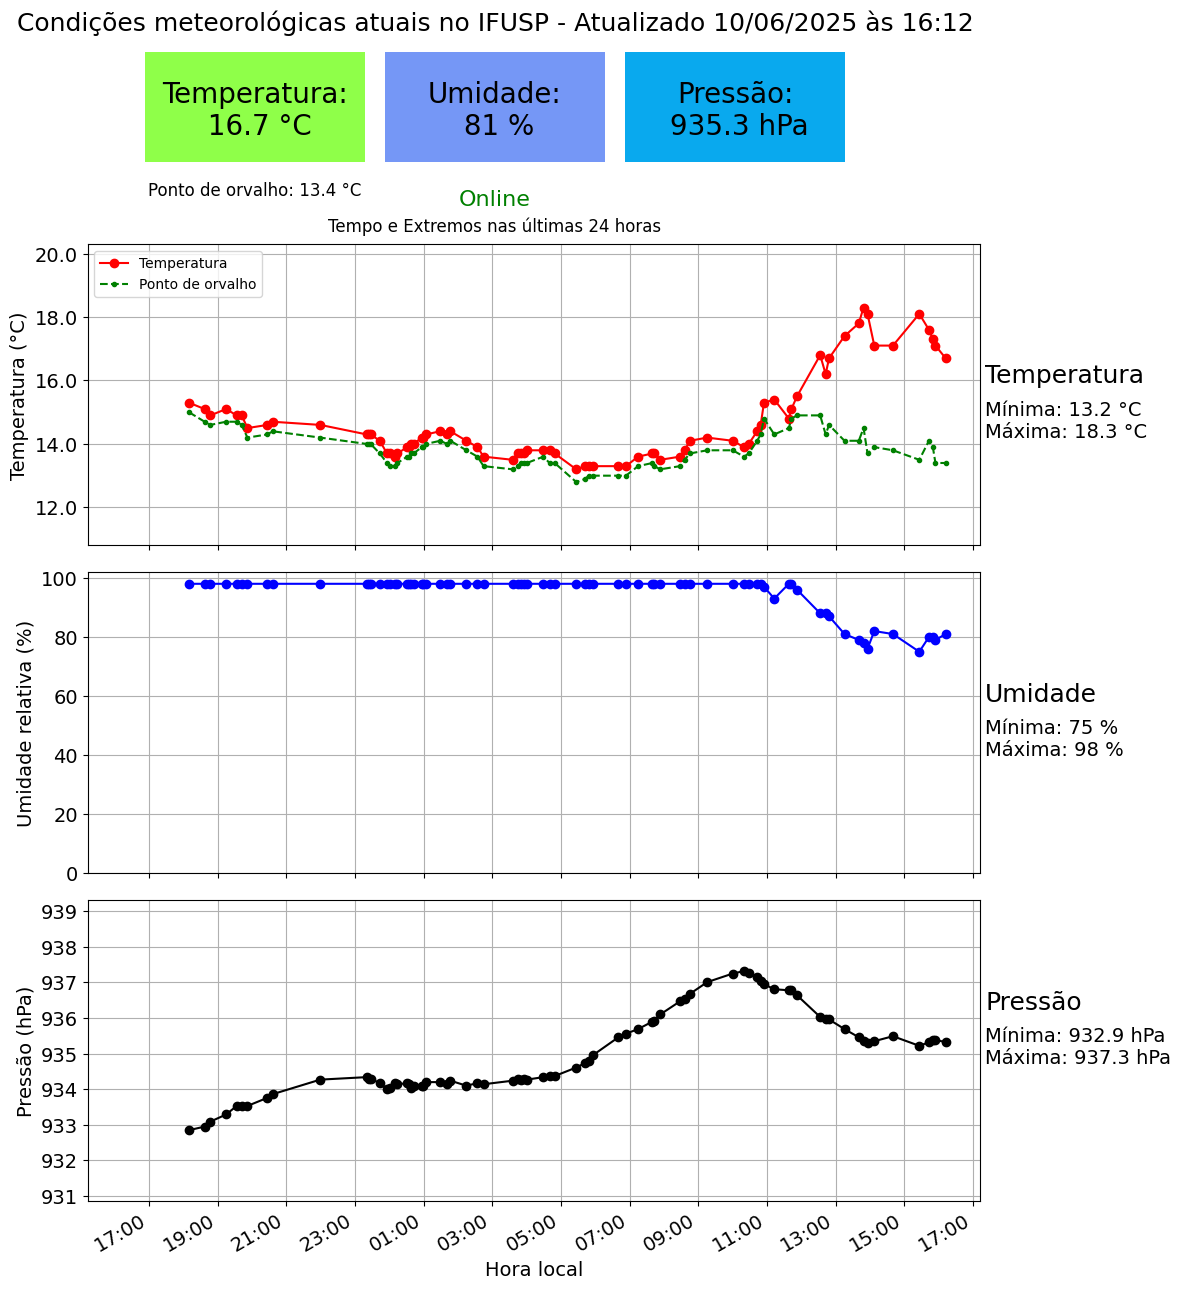 Condições meteorológicas atuais no IFUSP - Atualizado 10/06/2025 às 16:12
Temperatura:
16.7 °C
Umidade:
81 %
Pressão:
935.3 hPa
Ponto de orvalho: 13.4 °C
Online
Tempo e Extremos nas últimas 24 horas
Temperatura (°C)
20.0
18.0
16.0
14.0
12.0
Temperatura
Ponto de orvalho
Temperatura
Mínima: 13.2 °C
Máxima: 18.3 °C
Umidade relativa (%)
100
80
60
40
20
0
Umidade
Mínima: 75 %
Máxima: 98 %
Pressão (hPa)
939
938
937
936
935
934
933
932
931
Pressão
Mínima: 932.9 hPa
Máxima: 937.3 hPa
17:00 19:00 21:00 23:00 01:00 03:00 05:00 07:00 09:00 11:00 13:00 15:00 17:00
Hora local